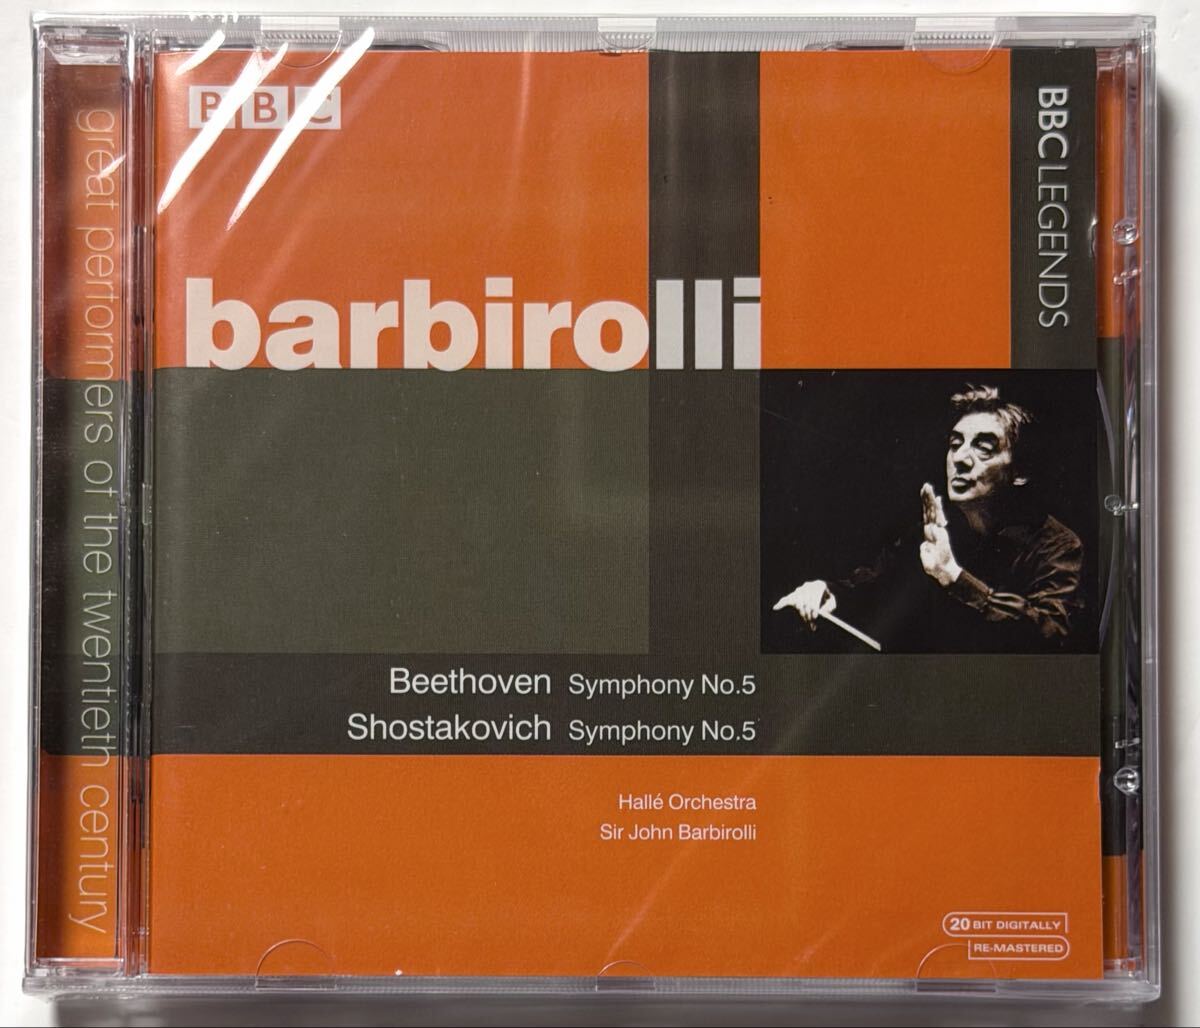 BBC
BBC LEGENDS
great performers of the twentieth century
barbirolli
Beethoven Symphony No.5
Shostakovich Symphony No.5
Hallé Orchestra
Sir John Barbirolli
20 BIT DIGITALLY
RE-MASTERED